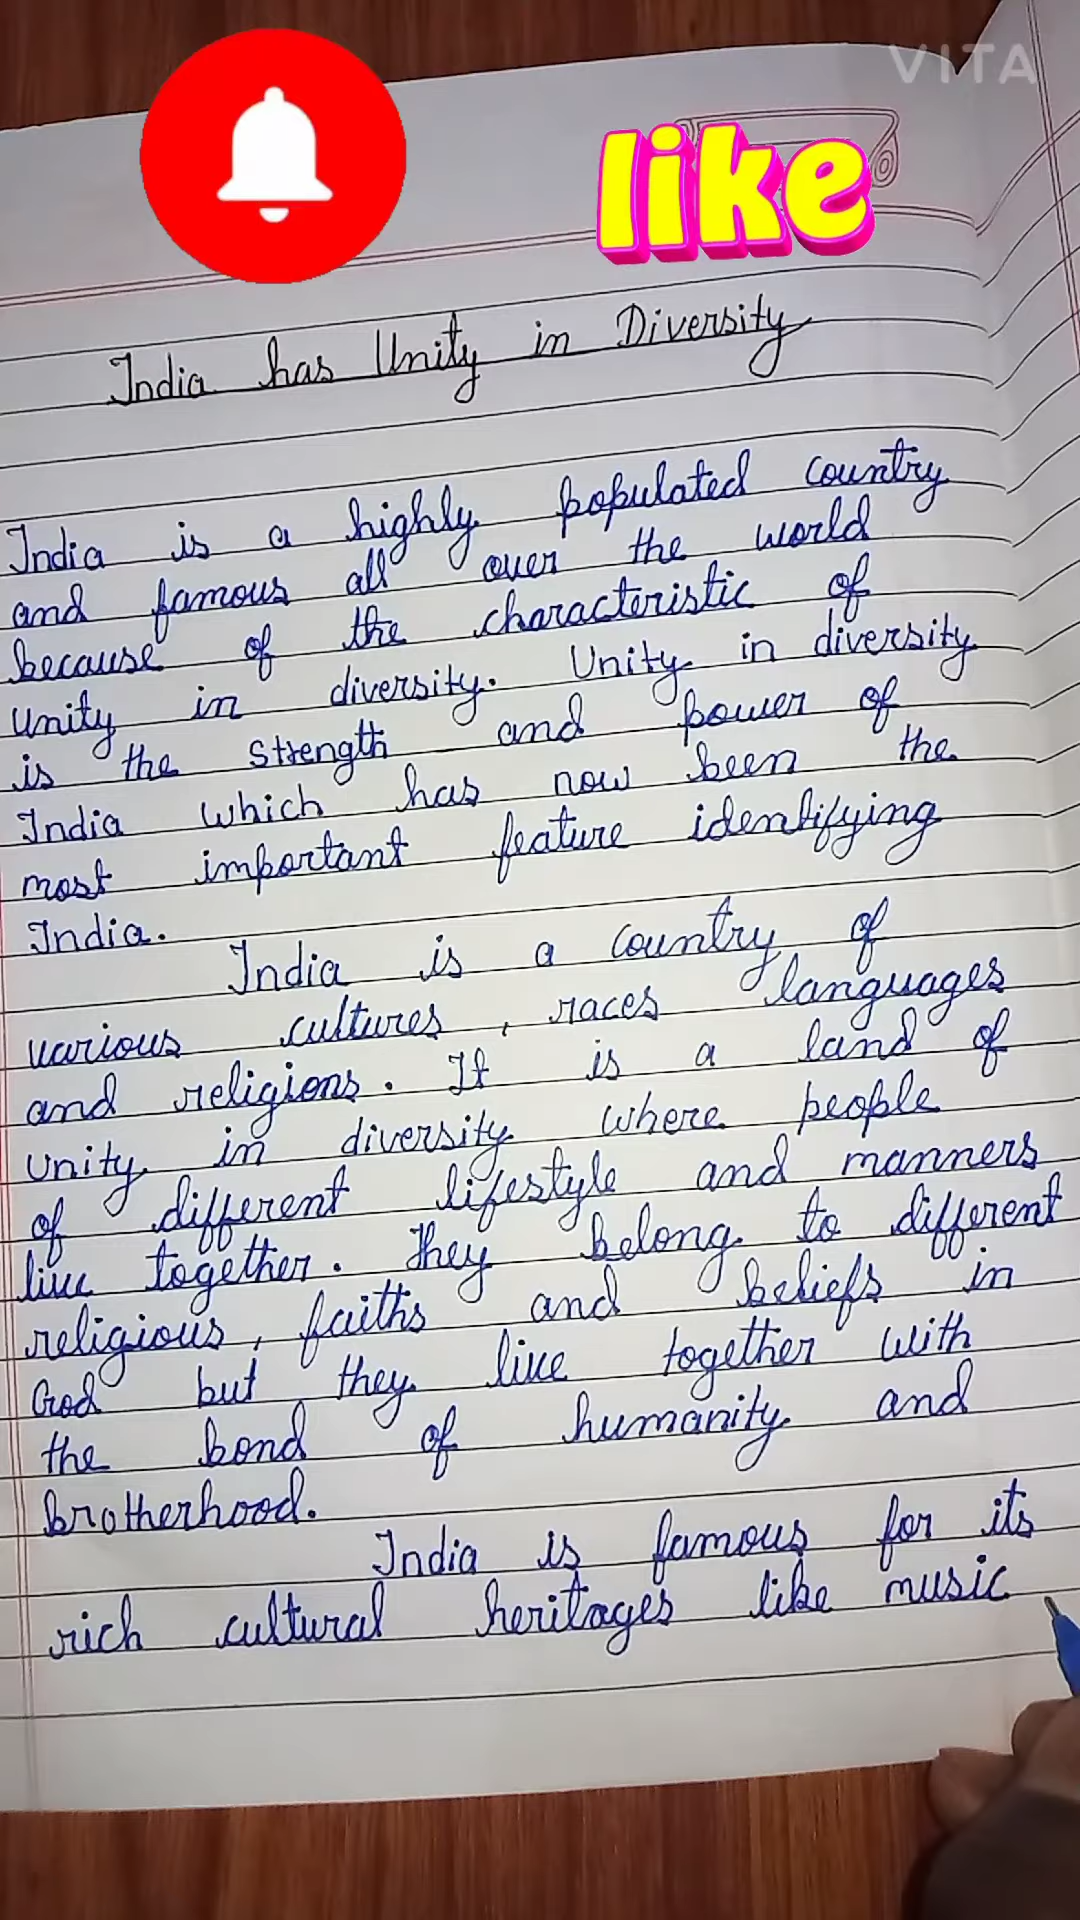 VITA
like
India has Unity in Diversity
India is a highly populated country
and famous all over the world
because of the characteristic of
unity in diversity. Unity in diversity
is the strength and power of
India which has now been the
most important feature identifying
India.
India is a country of
various cultures, races languages
and religions. It is a land of
unity in diversity where people
of different lifestyle and manners
live together. They belong to different
religious, faiths and beliefs in
God but they live together with
the bond of humanity and
brotherhood.
India is famous for its
rich cultural heritages like music